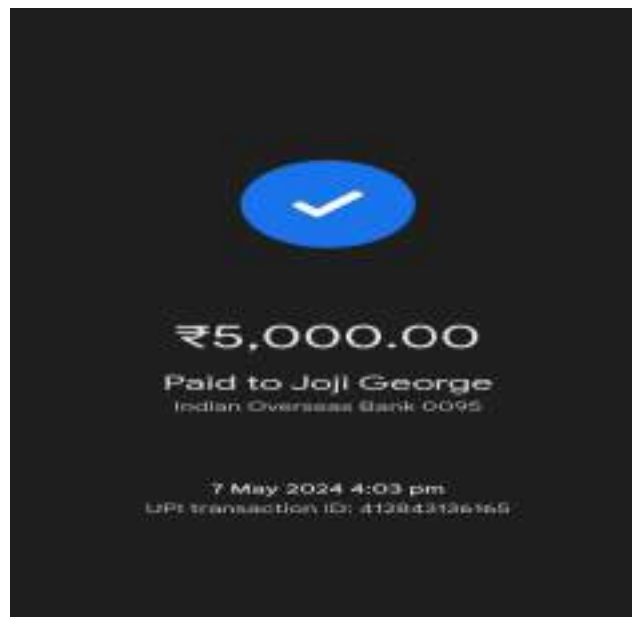 ₹5,000.00
Paid to Joji George
Indian Overseas Bank 0095
7 May 2024 4:03 pm
UPI transaction ID: 412843136165